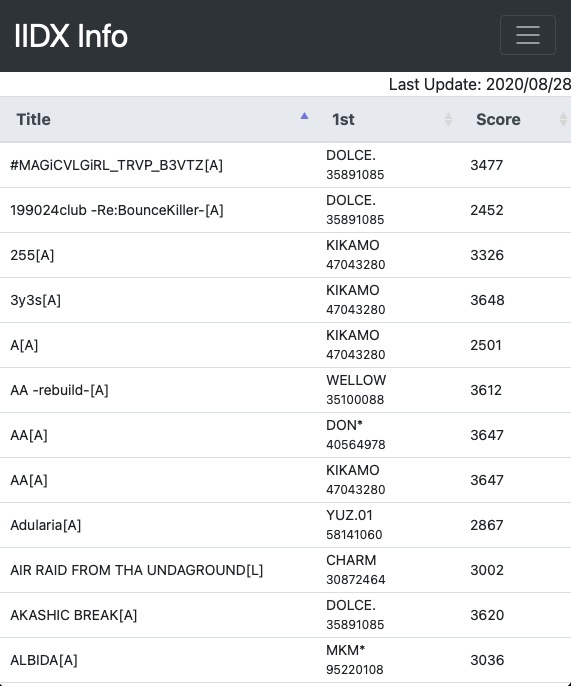 IIDX Info
Last Update: 2020/08/28
Title 1st Score
#MAGiCVLGiRL_TRVP_B3VTZ[A] DOLCE. 3477
35891085
199024club -Re:BounceKiller-[A] DOLCE. 2452
35891085
255[A] KIKAMO 3326
47043280
3y3s[A] KIKAMO 3648
47043280
A[A] KIKAMO 2501
47043280
AA -rebuild-[A] WELLOW 3612
35100088
AA[A] DON* 3647
40564978
AA[A] KIKAMO 3647
47043280
Adularia[A] YUZ.01 2867
58141060
AIR RAID FROM THA UNDAGROUND[L] CHARM 3002
30872464
AKASHIC BREAK[A] DOLCE. 3620
35891085
ALBIDA[A] MKM* 3036
95220108